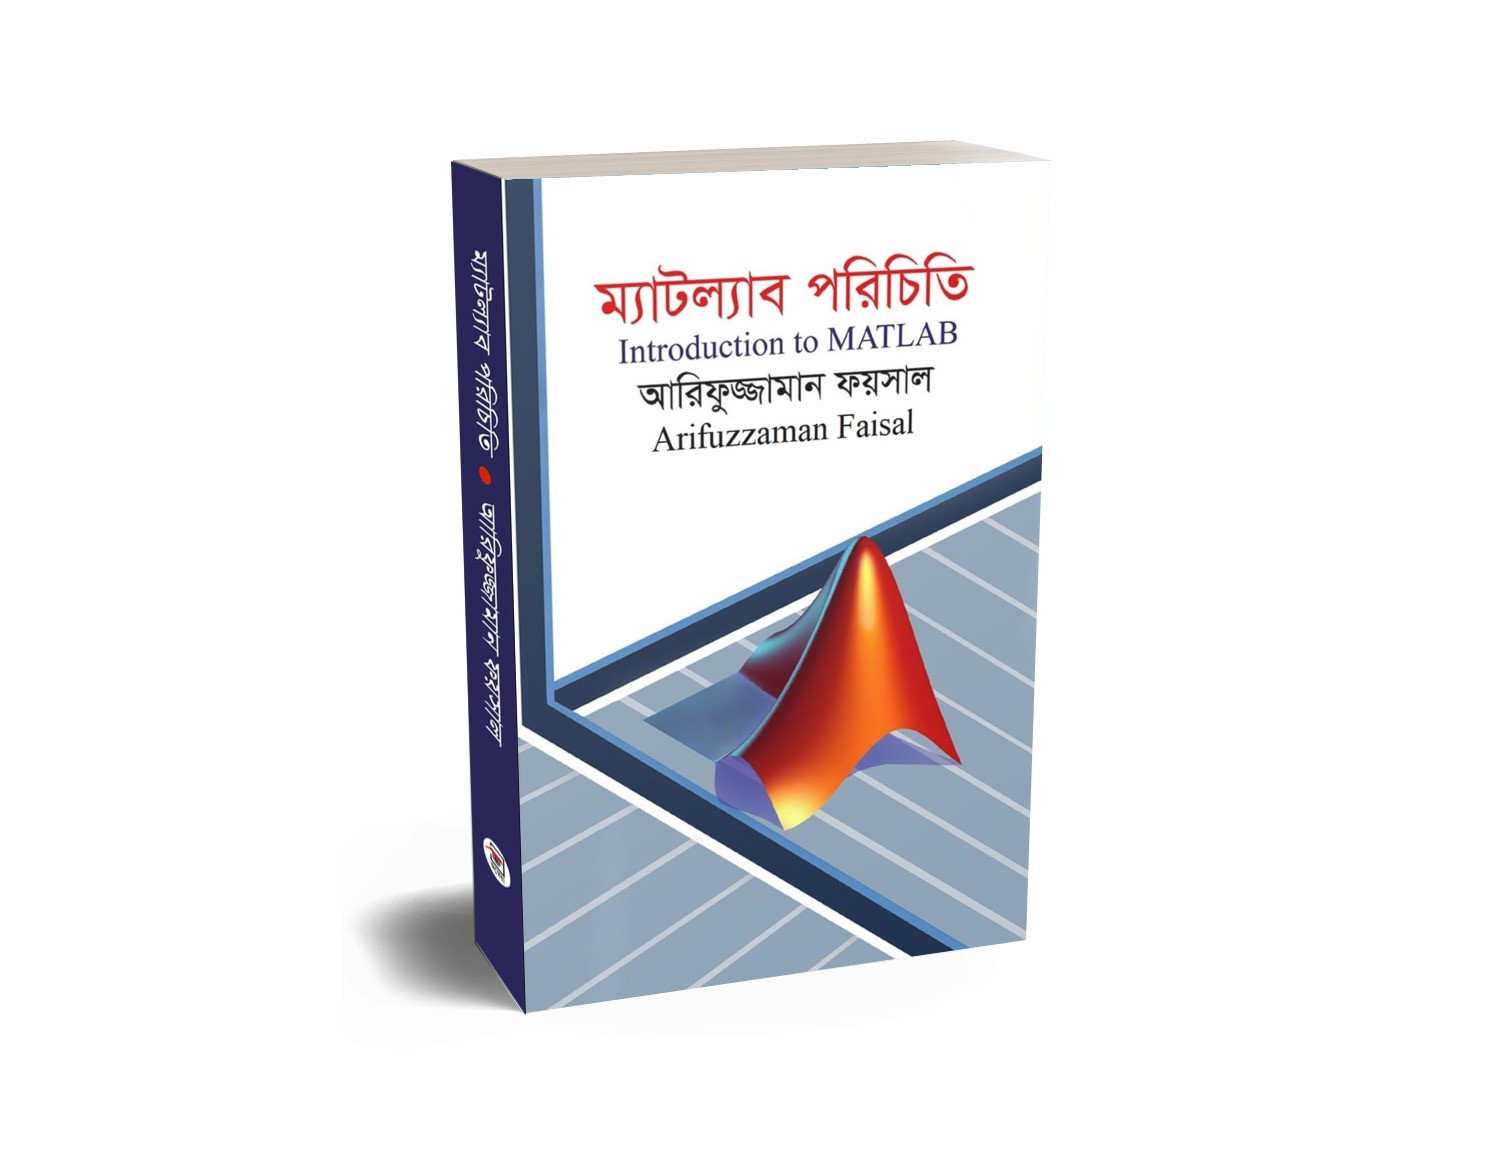 ম্যাটল্যাব পরিচিতি
Introduction to MATLAB
আরিফুজ্জামান ফয়সাল
Arifuzzaman Faisal
ম্যাটল্যাব পরিচিতি ● আরিফুজ্জামান ফয়সাল